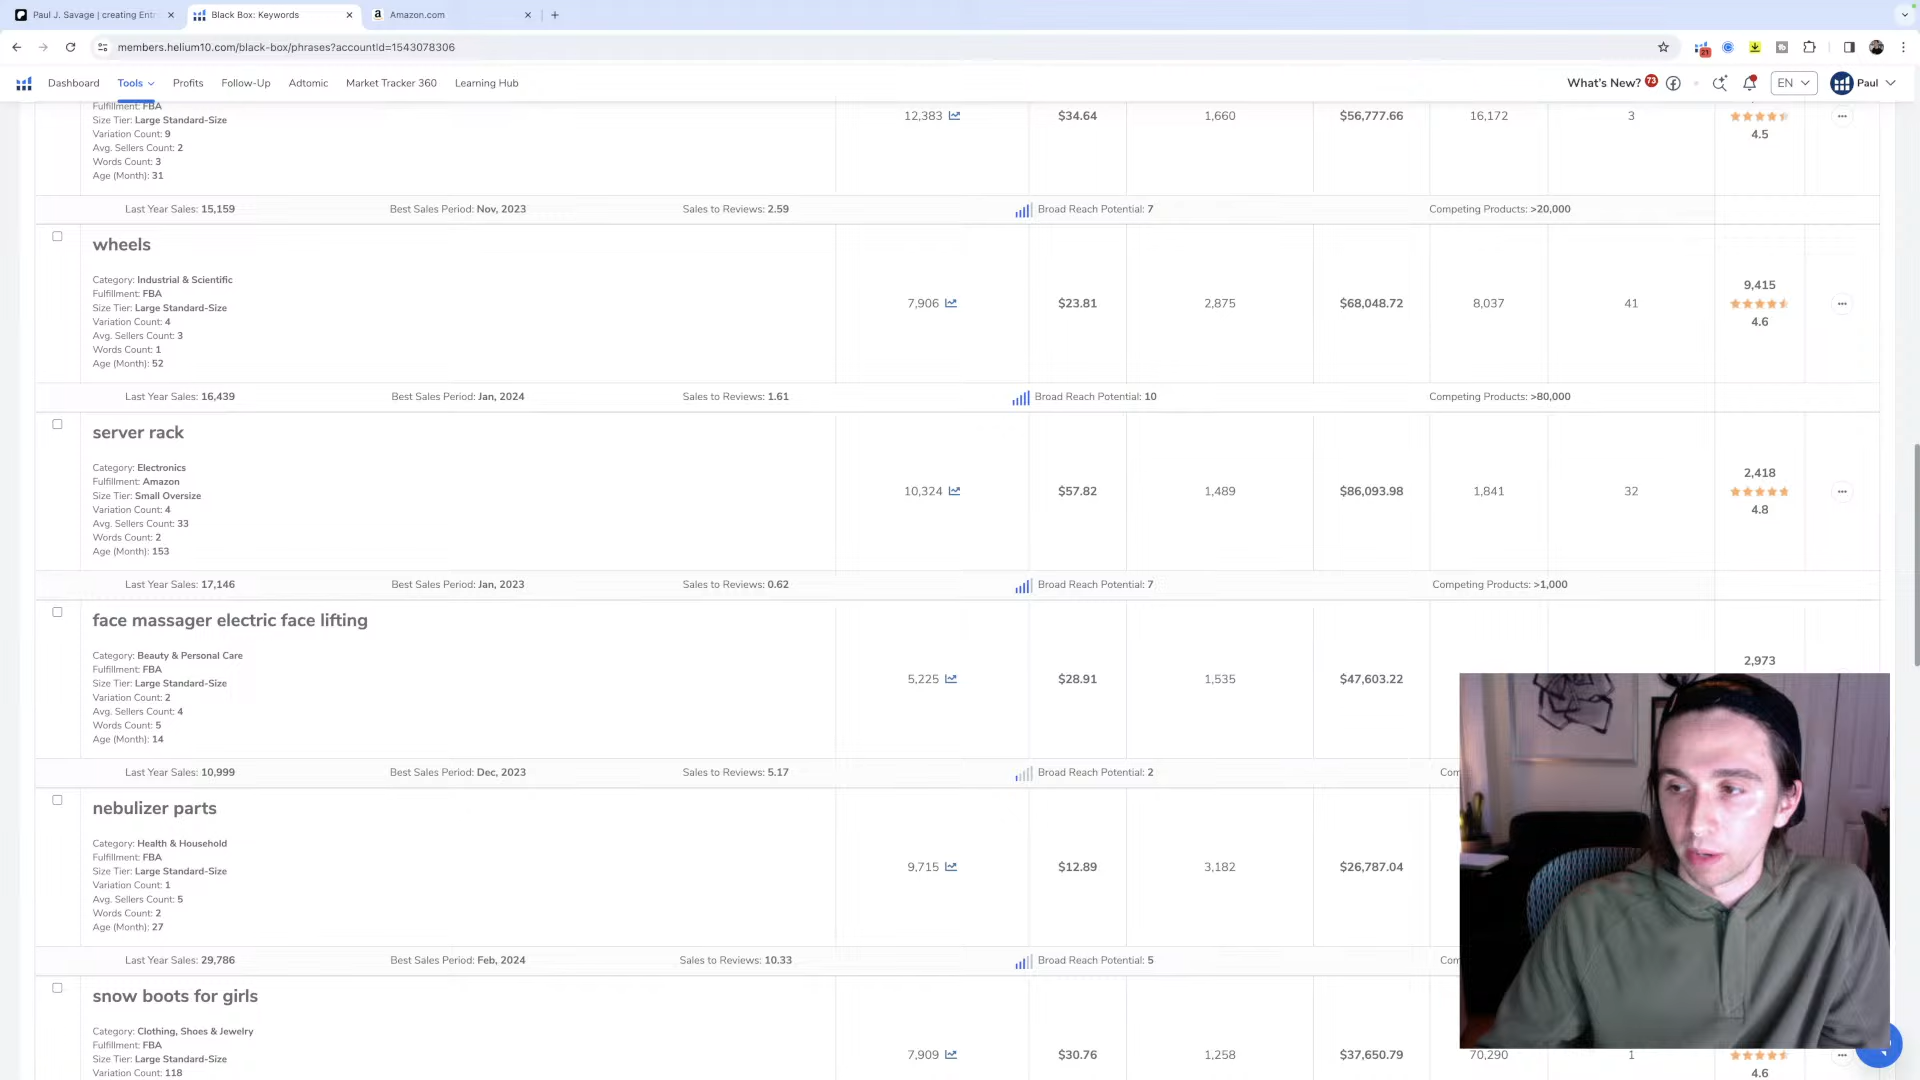 Paul J. Savage | creating Entr
Black Box: Keywords
Amazon.com
members.helium10.com/black-box/phrases?accountId=1543078306
21
Dashboard
Tools
Profits
Follow-Up
Adtomic
Market Tracker 360
Learning Hub
What's New? 73
EN
Paul
Fulfillment: FBA
Size Tier: Large Standard-Size
Variation Count: 9
Avg. Sellers Count: 2
Words Count: 3
Age (Month): 31
12,383
$34.64
1,660
$56,777.66
16,172
3
4.5
Last Year Sales: 15,159
Best Sales Period: Nov, 2023
Sales to Reviews: 2.59
Broad Reach Potential: 7
Competing Products: >20,000
wheels
Category: Industrial & Scientific
Fulfillment: FBA
Size Tier: Large Standard-Size
Variation Count: 4
Avg. Sellers Count: 3
Words Count: 1
Age (Month): 52
7,906
$23.81
2,875
$68,048.72
8,037
41
9,415
4.6
Last Year Sales: 16,439
Best Sales Period: Jan, 2024
Sales to Reviews: 1.61
Broad Reach Potential: 10
Competing Products: >80,000
server rack
Category: Electronics
Fulfillment: Amazon
Size Tier: Small Oversize
Variation Count: 4
Avg. Sellers Count: 33
Words Count: 2
Age (Month): 153
10,324
$57.82
1,489
$86,093.98
1,841
32
2,418
4.8
Last Year Sales: 17,146
Best Sales Period: Jan, 2023
Sales to Reviews: 0.62
Broad Reach Potential: 7
Competing Products: >1,000
face massager electric face lifting
Category: Beauty & Personal Care
Fulfillment: FBA
Size Tier: Large Standard-Size
Variation Count: 2
Avg. Sellers Count: 4
Words Count: 5
Age (Month): 14
5,225
$28.91
1,535
$47,603.22
2,973
Last Year Sales: 10,999
Best Sales Period: Dec, 2023
Sales to Reviews: 5.17
Broad Reach Potential: 2
Com
nebulizer parts
Category: Health & Household
Fulfillment: FBA
Size Tier: Large Standard-Size
Variation Count: 1
Avg. Sellers Count: 5
Words Count: 2
Age (Month): 27
9,715
$12.89
3,182
$26,787.04
Last Year Sales: 29,786
Best Sales Period: Feb, 2024
Sales to Reviews: 10.33
Broad Reach Potential: 5
Com
snow boots for girls
Category: Clothing, Shoes & Jewelry
Fulfillment: FBA
Size Tier: Large Standard-Size
Variation Count: 118
7,909
$30.76
1,258
$37,650.79
70,290
1
4.6